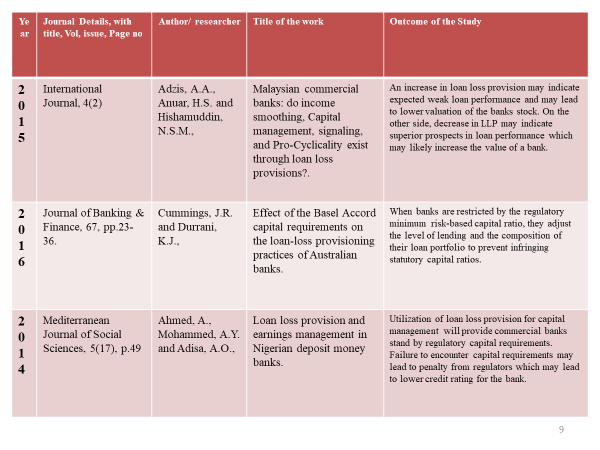 Ye
ar
Journal Details, with
title, Vol, issue, Page no
Author/ researcher
Title of the work
Outcome of the Study
2
0
1
5
International
Journal, 4(2)
Adzis, A.A.,
Anuar, H.S. and
Hishamuddin,
N.S.M.,
Malaysian commercial
banks: do income
smoothing, Capital
management, signaling,
and Pro-Cyclicality exist
through loan loss
provisions?.
An increase in loan loss provision may indicate
expected weak loan performance and may lead
to lower valuation of the banks stock. On the
other side, decrease in LLP may indicate
superior prospects in loan performance which
may likely increase the value of a bank.
2
0
1
6
Journal of Banking &
Finance, 67, pp.23-
36.
Cummings, J.R.
and Durrani,
K.J.,
Effect of the Basel Accord
capital requirements on
the loan-loss provisioning
practices of Australian
banks.
When banks are restricted by the regulatory
minimum risk-based capital ratio, they adjust
the level of lending and the composition of
their loan portfolio to prevent infringing
statutory capital ratios.
2
0
1
4
Mediterranean
Journal of Social
Sciences, 5(17), p.49
Ahmed, A.,
Mohammed, A.Y.
and Adisa, A.O.,
Loan loss provision and
earnings management in
Nigerian deposit money
banks.
Utilization of loan loss provision for capital
management will provide commercial banks
stand by regulatory capital requirements.
Failure to encounter capital requirements may
lead to penalty from regulators which may lead
to lower credit rating for the bank.
9